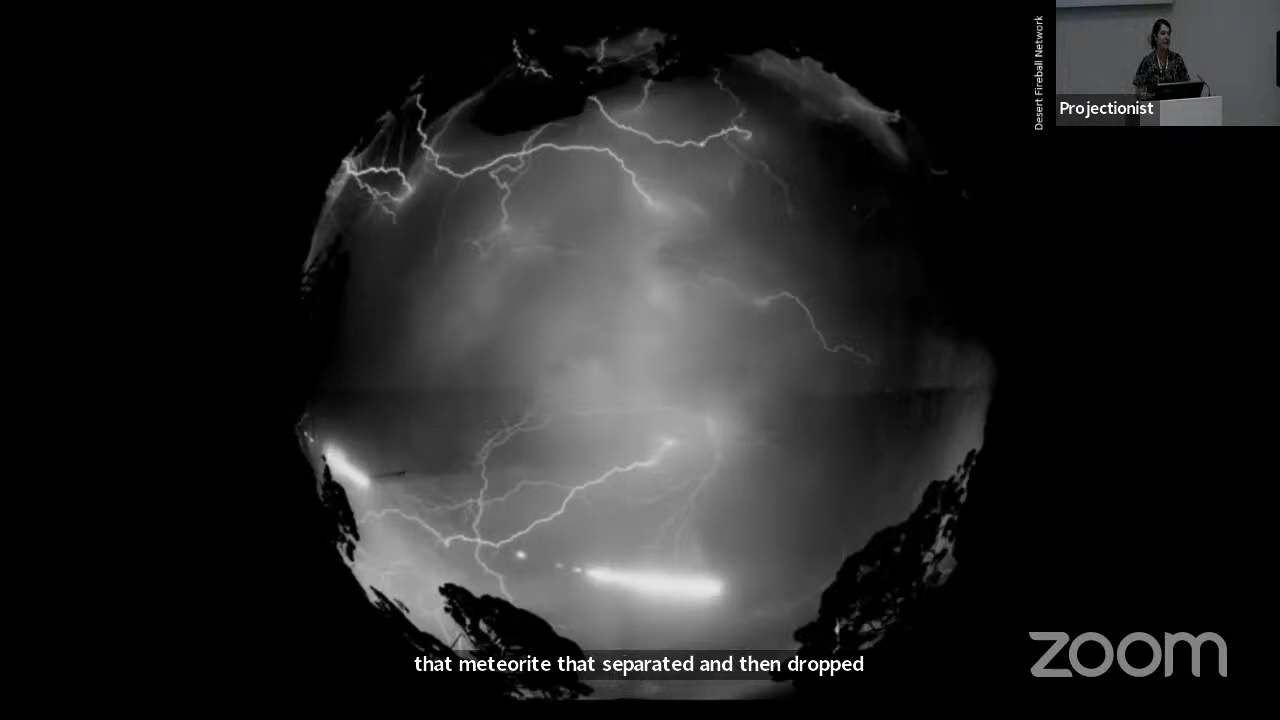 Desert Fireball Network
Projectionist
that meteorite that separated and then dropped
zoom